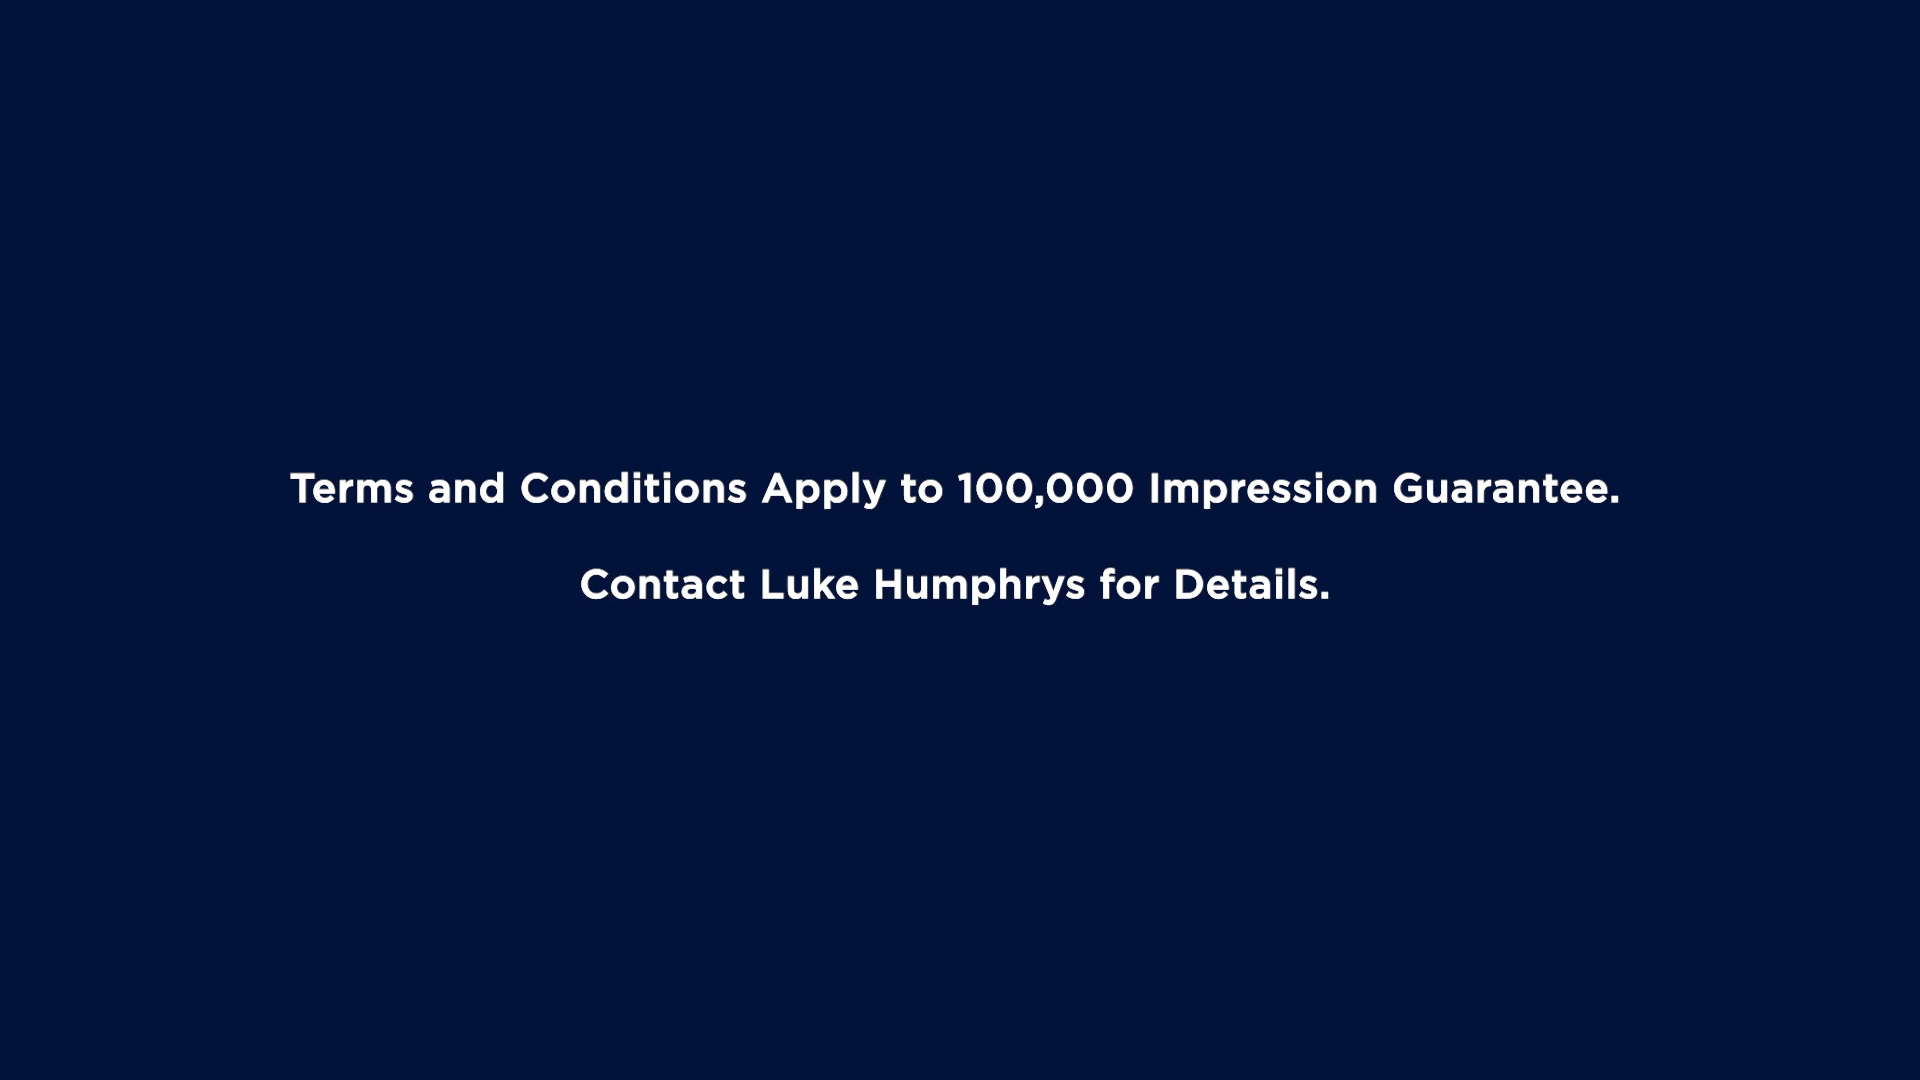 Terms and Conditions Apply to 100,000 Impression Guarantee.
Contact Luke Humphrys for Details.